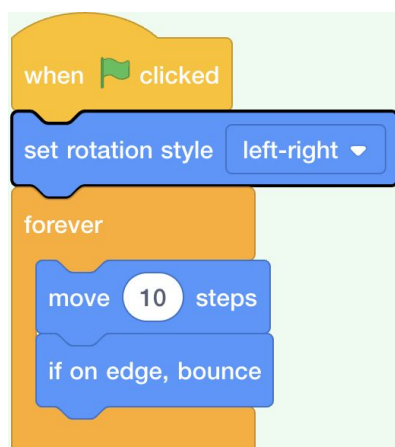 when clicked
set rotation style left-right
forever
move 10 steps
if on edge, bounce